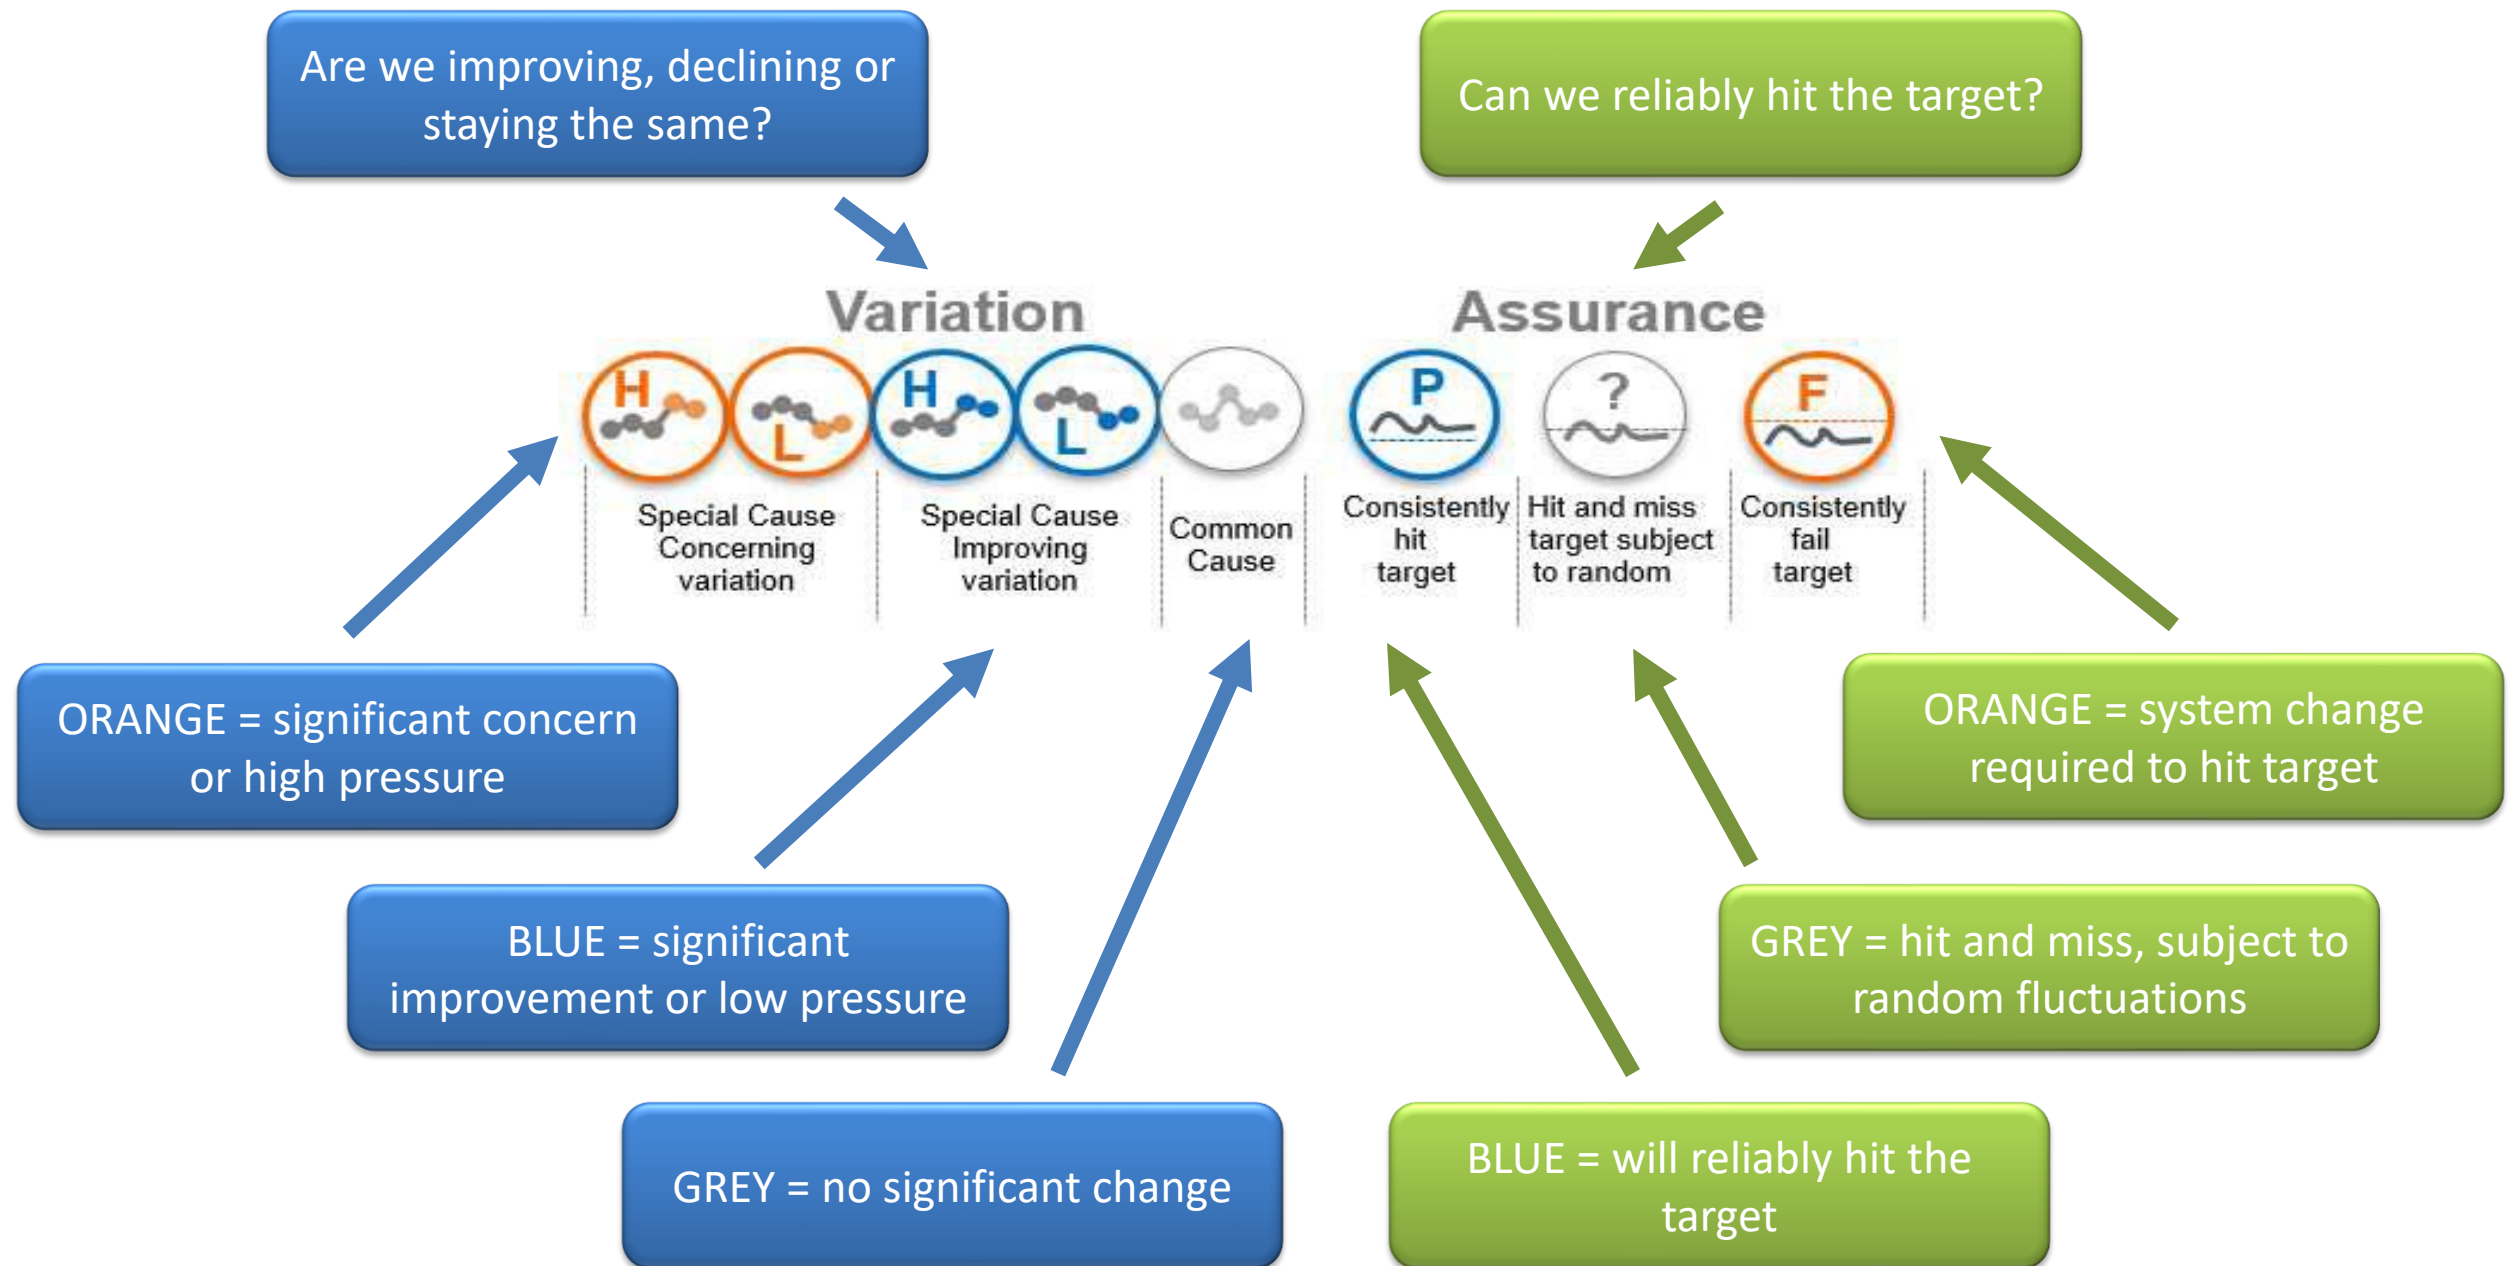 Are we improving, declining or
staying the same?
Can we reliably hit the target?
Variation
Assurance
H
L
H
L
P
?
F
Special Cause
Concerning
variation
Special Cause
Improving
variation
Common
Cause
Consistently
hit
target
Hit and miss
target subject
to random
Consistently
fail
target
ORANGE = significant concern
or high pressure
ORANGE = system change
required to hit target
BLUE = significant
improvement or low pressure
GREY = hit and miss, subject to
random fluctuations
GREY = no significant change
BLUE = will reliably hit the
target